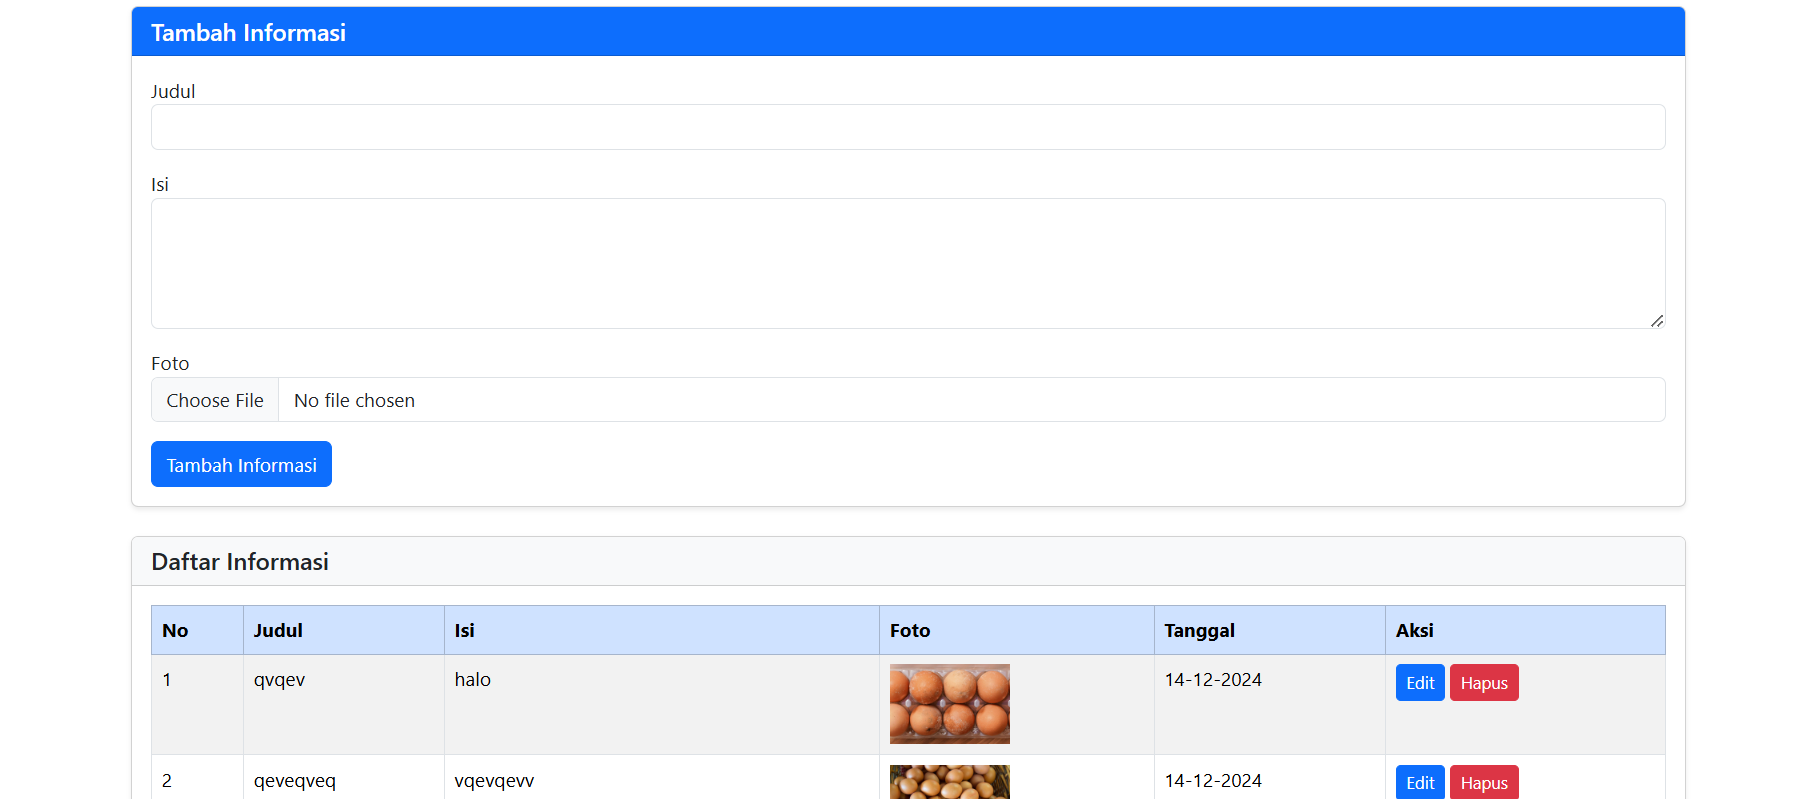 Tambah Informasi
Judul
Isi
Foto
Choose File No file chosen
Tambah Informasi
Daftar Informasi
No Judul Isi Foto Tanggal Aksi
1 qvqev halo 14-12-2024 Edit Hapus
2 qeveqveq vqevqevv 14-12-2024 Edit Hapus